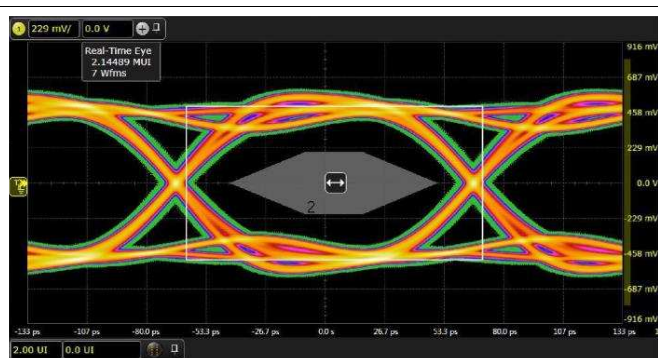 1 229 mV/ 0.0 V
Real-Time Eye
2.14489 MUI
7 Wfms
916 mV
687 mV
458 mV
229 mV
0.0 V
-229 mV
-458 mV
-687 mV
-916 mV
2
-133 ps -107 ps -80.0 ps -53.3 ps -26.7 ps 0.0 s 26.7 ps 53.3 ps 80.0 ps 107 ps 133 ps
2.00 UI 0.0 UI